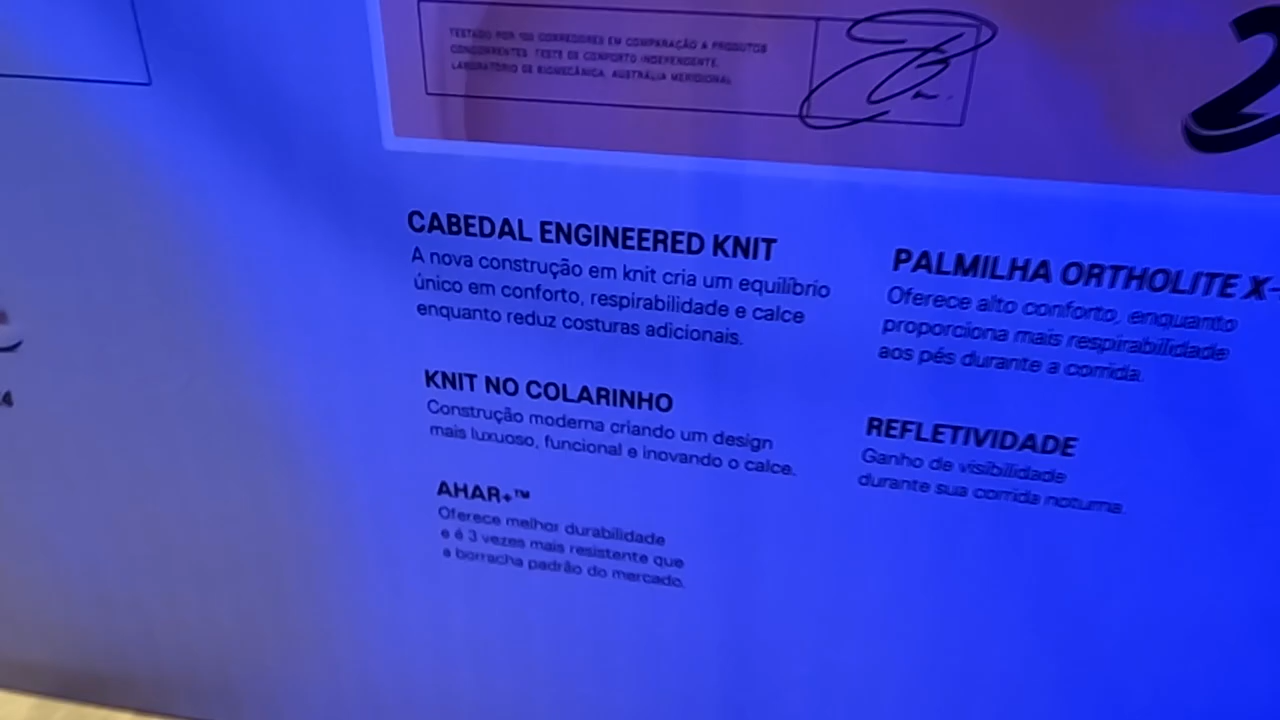 TESTADO POR 100 CORREDORES EM COMPARAÇÃO A PRODUTOS
CONCORRENTES. TESTE DE CONFORTO INDEPENDENTE.
LABORATÓRIO DE BIOMECÂNICA, AUSTRÁLIA MERIDIONAL
CABEDAL ENGINEERED KNIT
A nova construção em knit cria um equilíbrio
único em conforto, respirabilidade e calce
enquanto reduz costuras adicionais.
KNIT NO COLARINHO
Construção moderna criando um design
mais luxuoso, funcional e inovando o calce.
AHAR+™
Oferece melhor durabilidade
e é 3 vezes mais resistente que
a borracha padrão do mercado.
PALMILHA ORTHOLITE X-
Oferece alto conforto, enquanto
proporciona mais respirabilidade
aos pés durante a corrida.
REFLETIVIDADE
Ganho de visibilidade
durante sua corrida noturna.